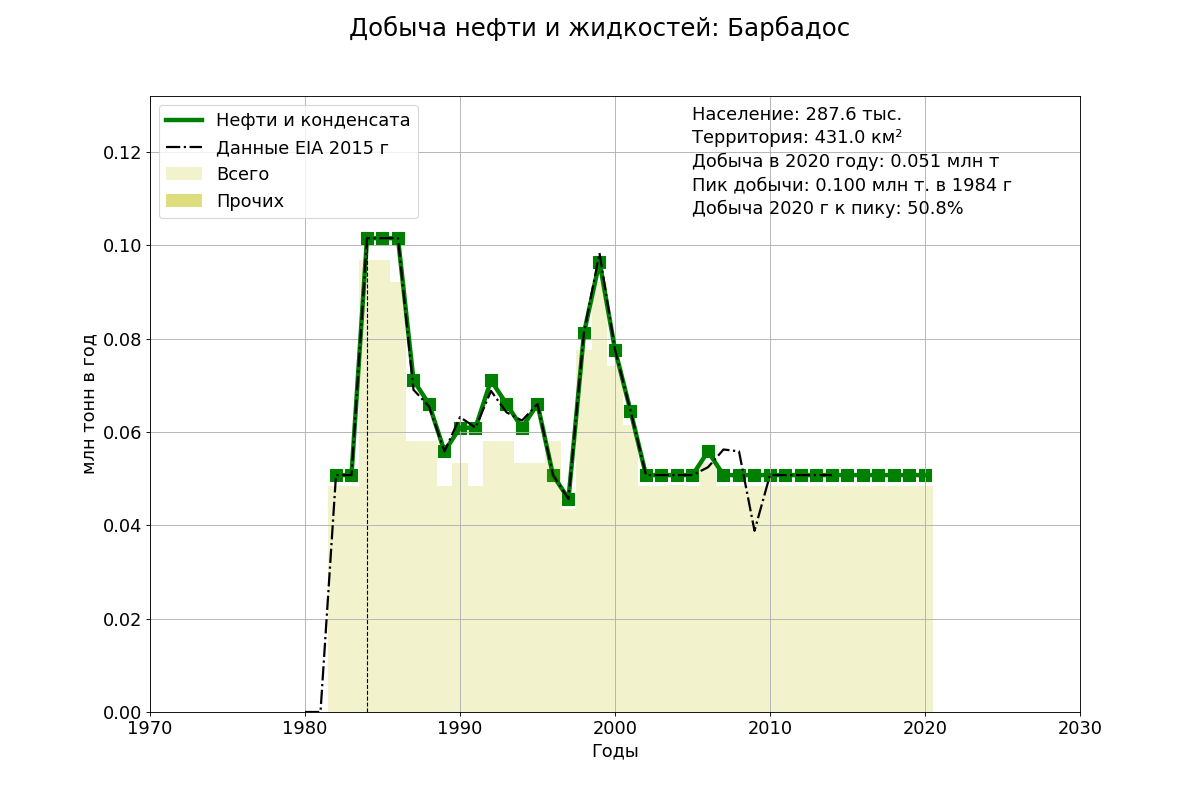 Добыча нефти и жидкостей: Барбадос
Нефти и конденсата
Данные EIA 2015 г
Всего
Прочих
Население: 287.6 тыс.
Территория: 431.0 км²
Добыча в 2020 году: 0.051 млн т
Пик добычи: 0.100 млн т. в 1984 г
Добыча 2020 г к пику: 50.8%
млн тонн в год
0.12
0.10
0.08
0.06
0.04
0.02
0.00
1970 1980 1990 2000 2010 2020 2030
Годы